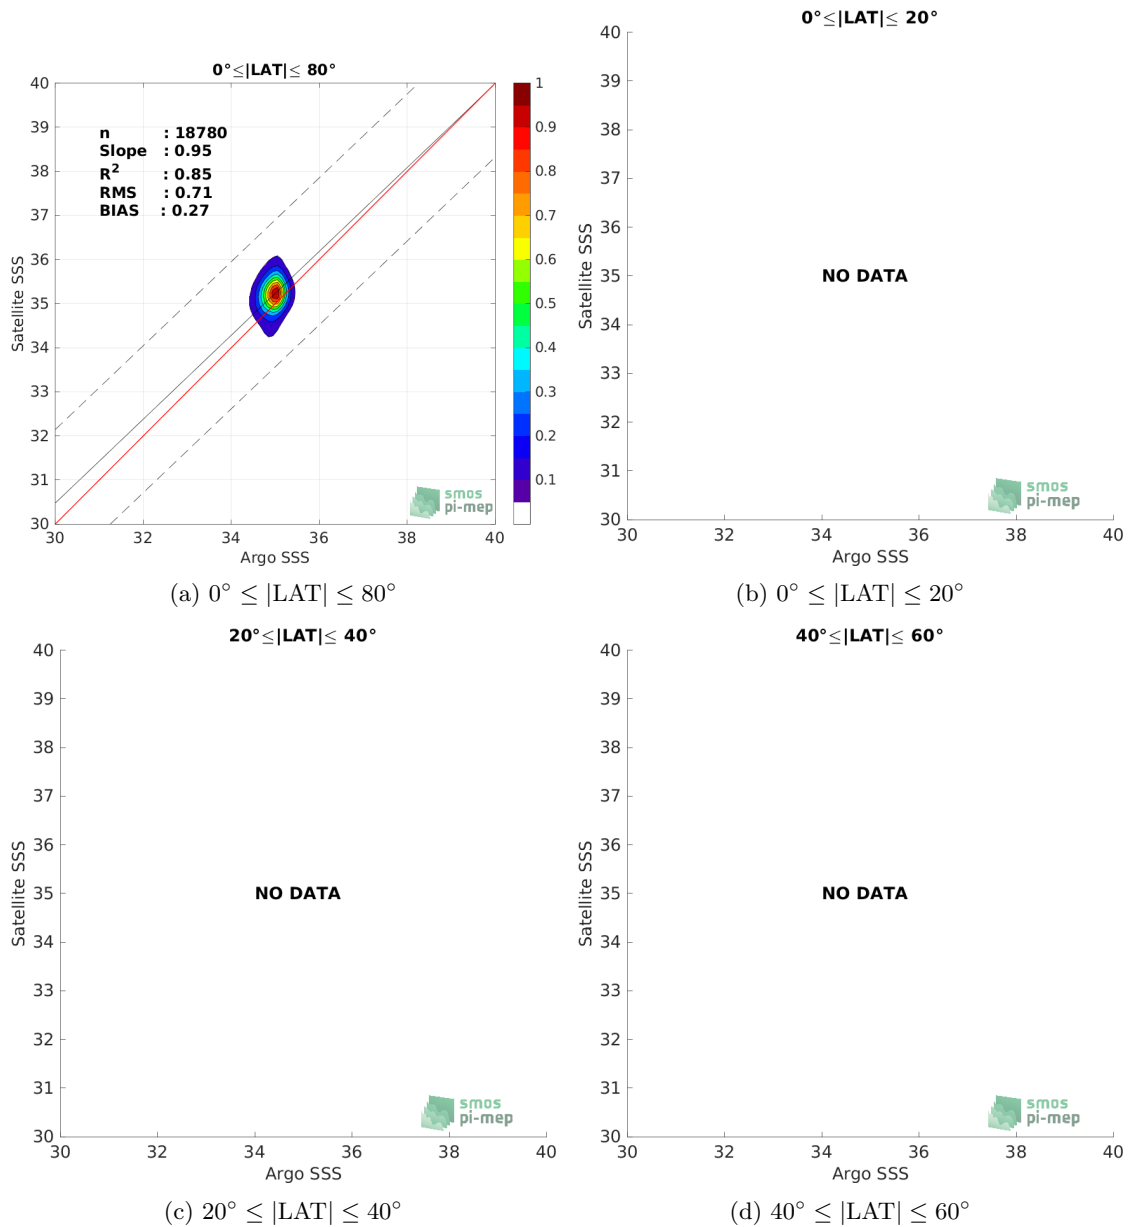 0°≤|LAT|≤ 80°
40
39
38
37
36
35
34
33
32
31
30
Satellite SSS
n : 18780
Slope : 0.95
R² : 0.85
RMS : 0.71
BIAS : 0.27
smos
pi-mep
30 32 34 36 38 40
Argo SSS
1
0.9
0.8
0.7
0.6
0.5
0.4
0.3
0.2
0.1
(a) 0° ≤ |LAT| ≤ 80°
0°≤|LAT|≤ 20°
40
39
38
37
36
35
34
33
32
31
30
Satellite SSS
NO DATA
smos
pi-mep
30 32 34 36 38 40
Argo SSS
(b) 0° ≤ |LAT| ≤ 20°
20°≤|LAT|≤ 40°
40
39
38
37
36
35
34
33
32
31
30
Satellite SSS
NO DATA
smos
pi-mep
30 32 34 36 38 40
Argo SSS
(c) 20° ≤ |LAT| ≤ 40°
40°≤|LAT|≤ 60°
40
39
38
37
36
35
34
33
32
31
30
Satellite SSS
NO DATA
smos
pi-mep
30 32 34 36 38 40
Argo SSS
(d) 40° ≤ |LAT| ≤ 60°